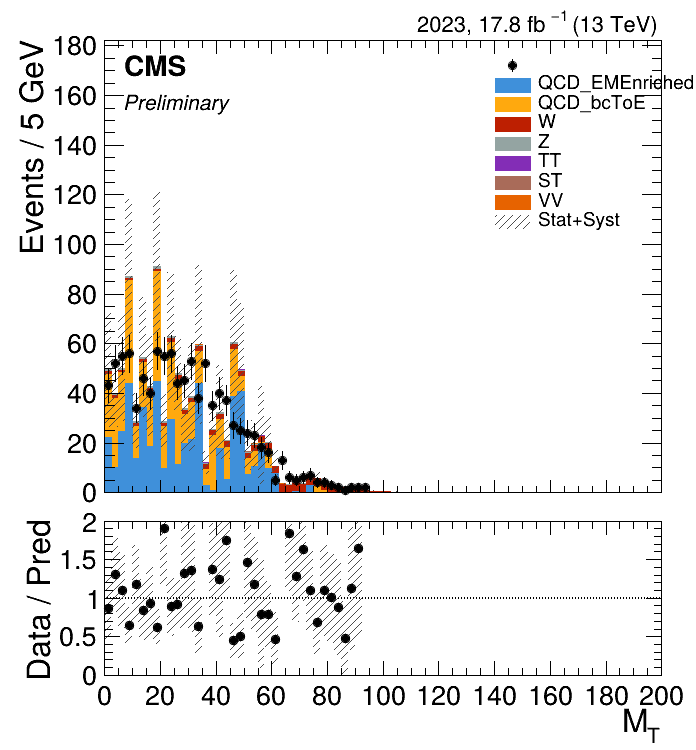 2023, 17.8 fb⁻¹ (13 TeV)
CMS
Preliminary
Events / 5 GeV
180
160
140
120
100
80
60
40
20
0
QCD_EMEnriched
QCD_bcToE
W
Z
TT
ST
VV
Stat+Syst
Data / Pred
2
1.5
1
0.5
0
0 20 40 60 80 100 120 140 160 180 200
M_T